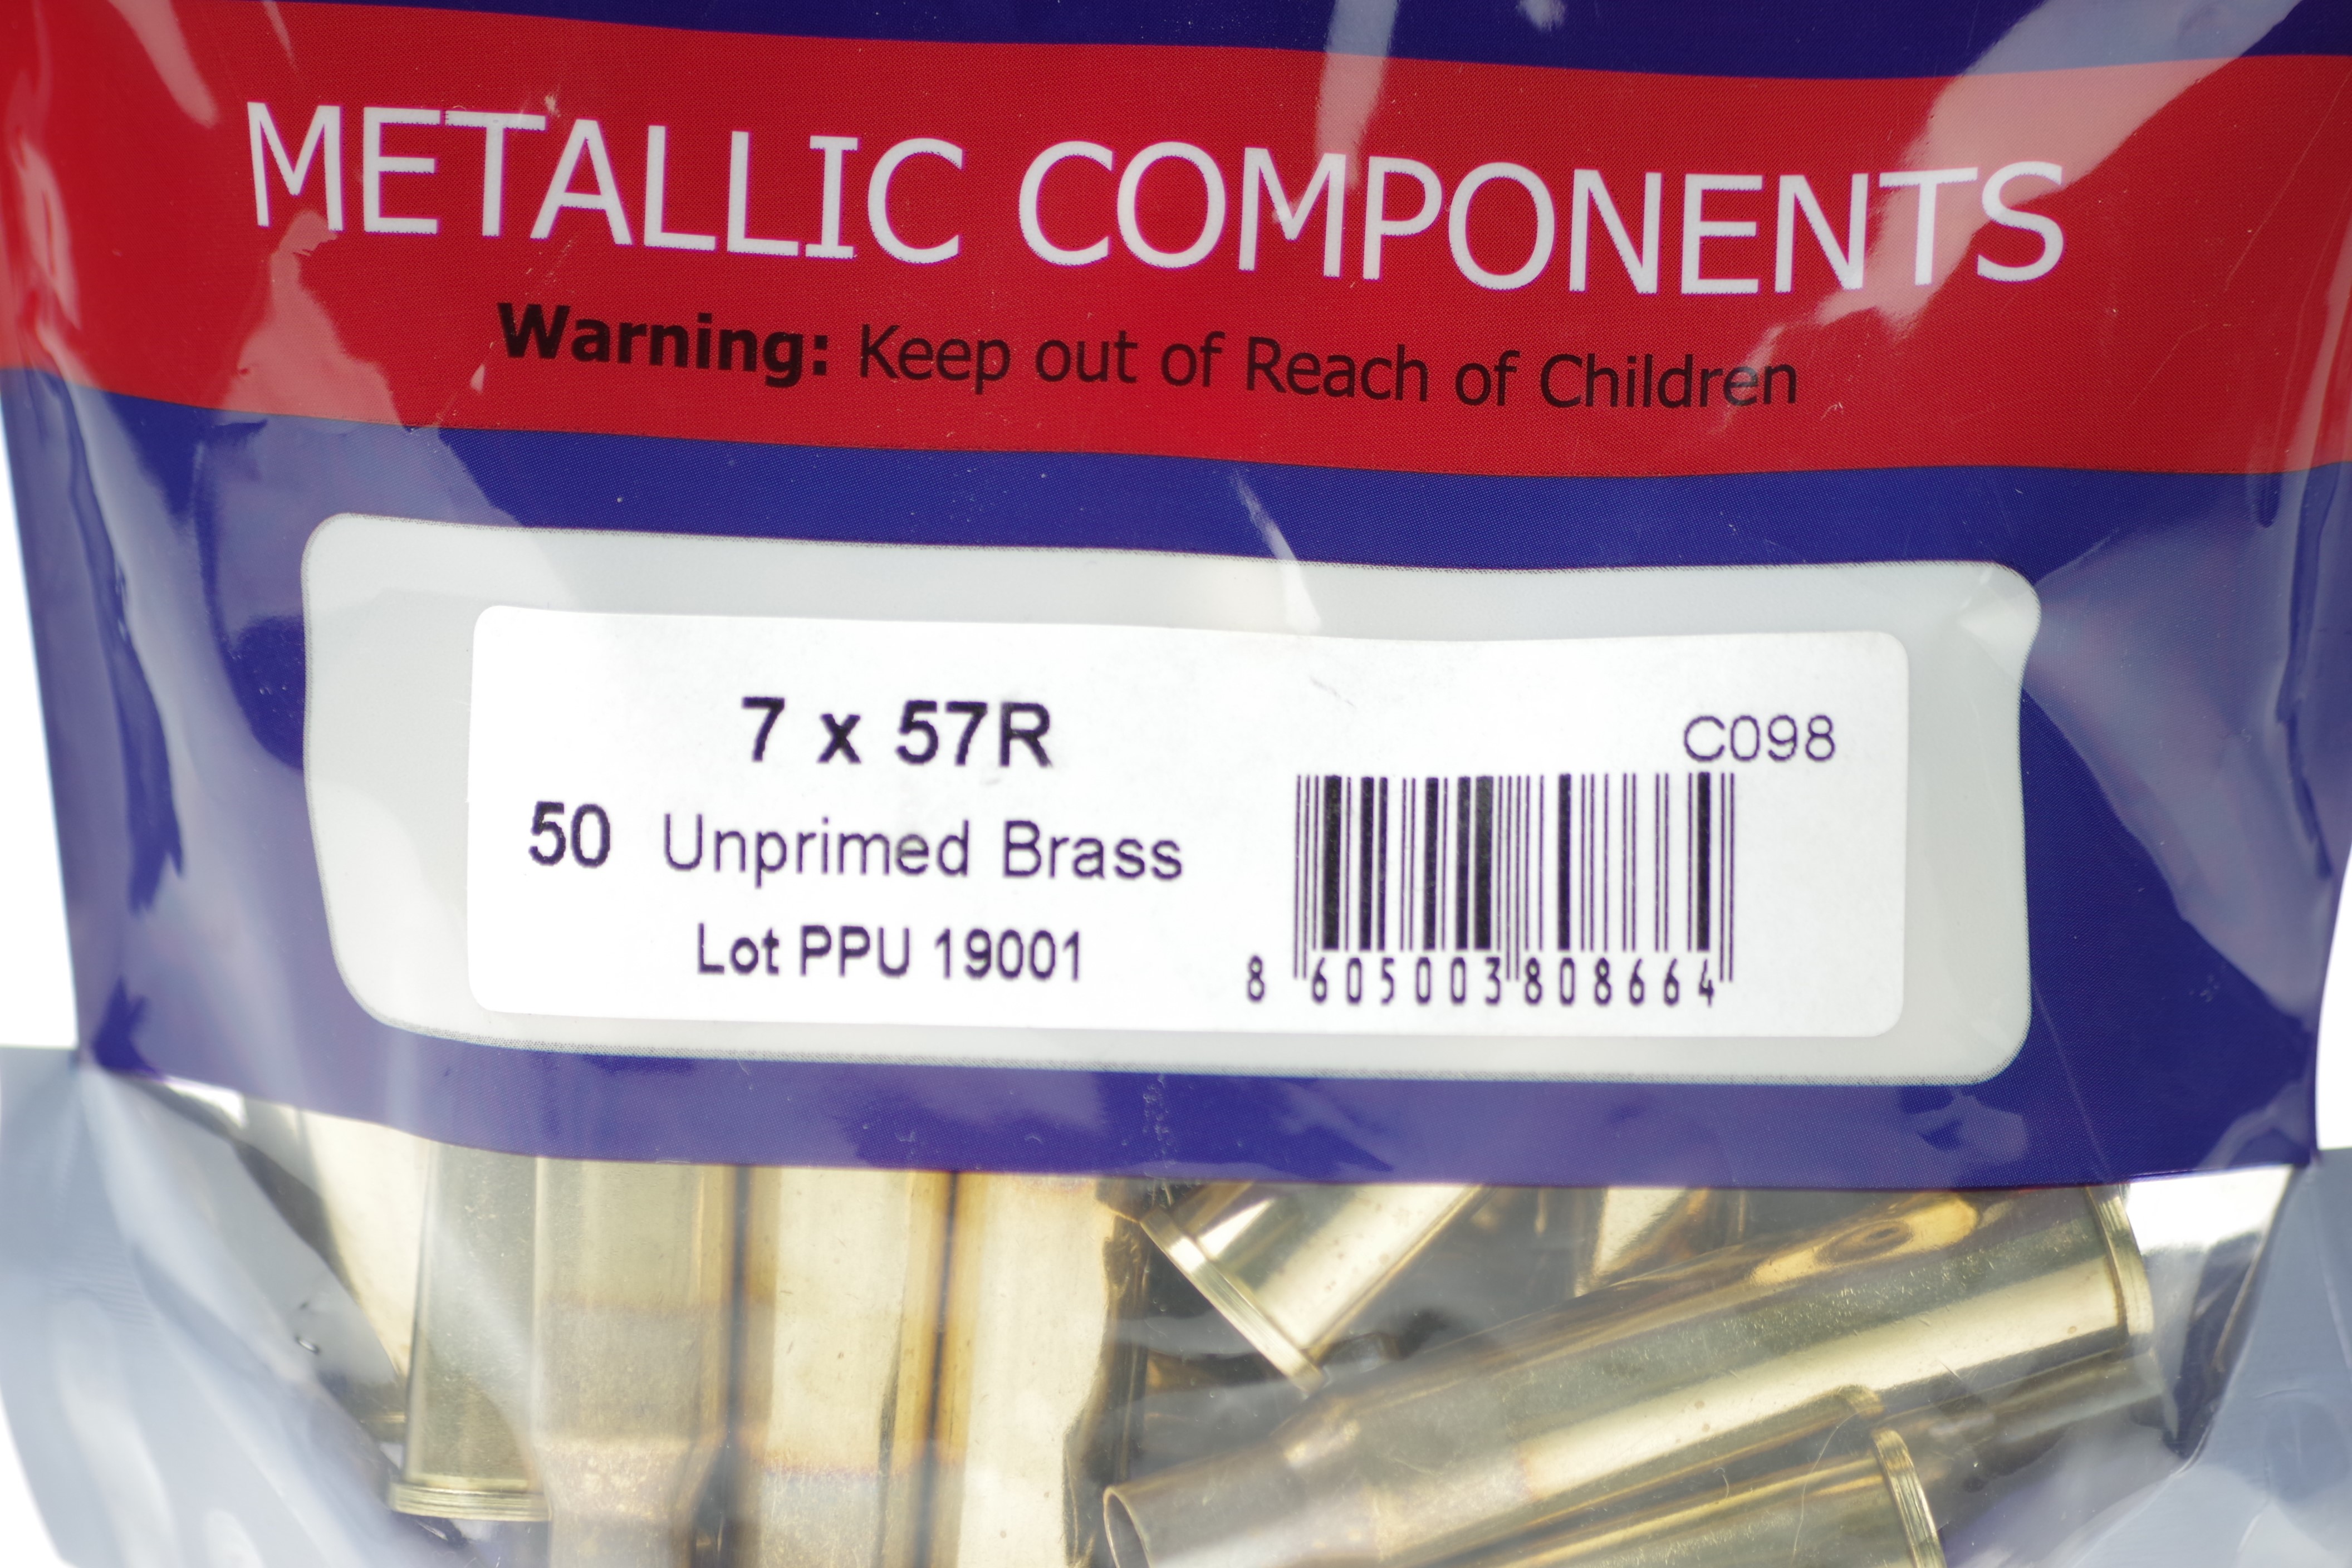 METALLIC COMPONENTS
Warning: Keep out of Reach of Children
7 x 57R
C098
50 Unprimed Brass
Lot PPU 19001
8 605003 808664